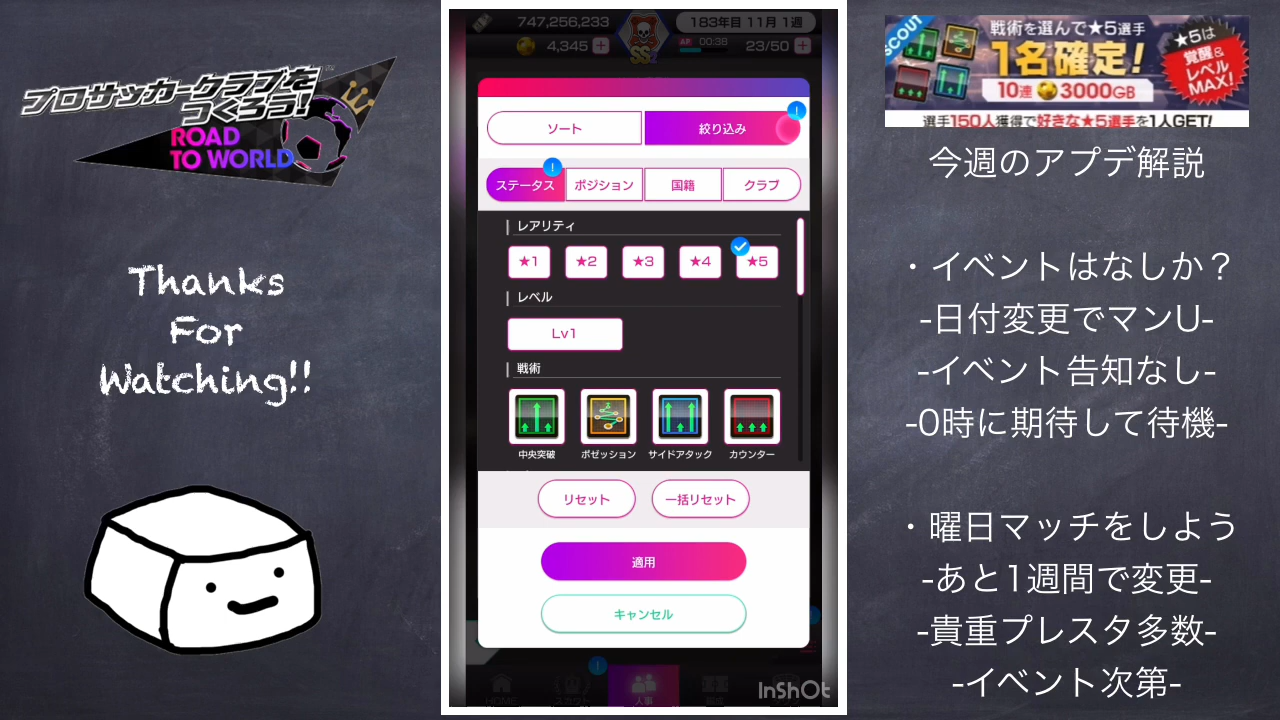 プロサッカークラブを
つくろう!
ROAD
TO WORLD
Thanks
For
Watching!!
747,256,233
183年目 11月 1週
4,345
SS2
00:38
23/50
ソート
絞り込み
ステータス
ポジション
国籍
クラブ
レアリティ
★1
★2
★3
★4
★5
レベル
Lv1
戦術
中央突破
ポゼッション
サイドアタック
カウンター
リセット
一括リセット
適用
キャンセル
HOME
人事
InShOt
SCOUT
戦術を選んで★5選手
1名確定!
10連 3000GB
★5は
覚醒&
レベル
MAX!
選手150人獲得で好きな★5選手を1人GET!
今週のアプデ解説
・イベントはなしか?
-日付変更でマンU-
-イベント告知なし-
-0時に期待して待機-
・曜日マッチをしよう
-あと1週間で変更-
-貴重プレスタ多数-
-イベント次第-